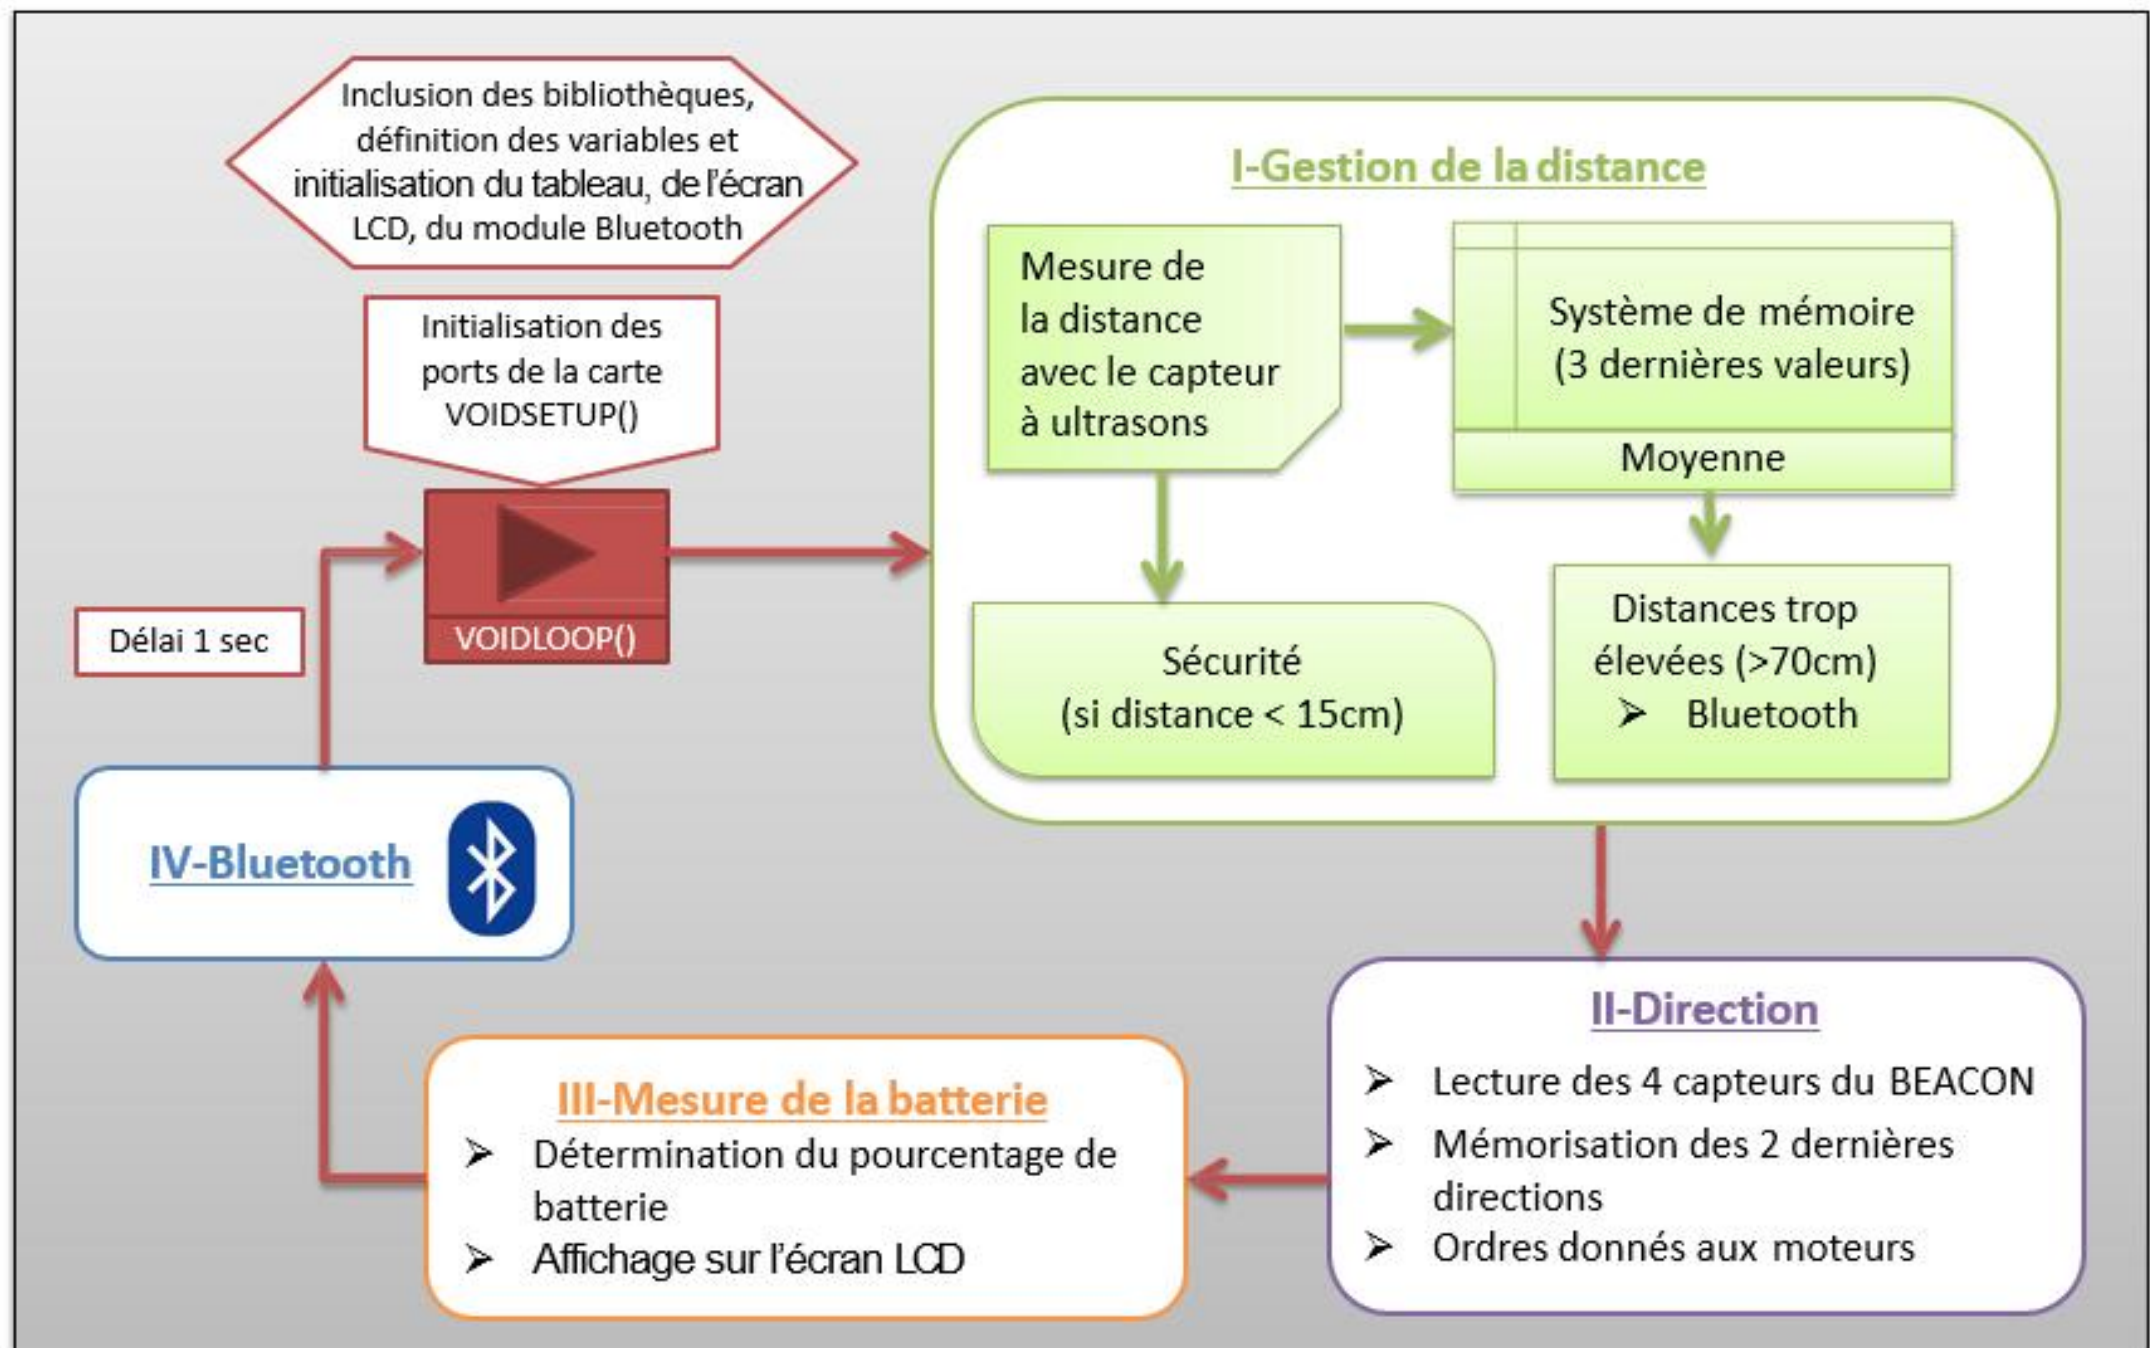 Inclusion des bibliothèques,
définition des variables et
initialisation du tableau, de l'écran
LCD, du module Bluetooth
Initialisation des
ports de la carte
VOIDSETUP()
VOIDLOOP()
Délai 1 sec
I-Gestion de la distance
Mesure de
la distance
avec le capteur
à ultrasons
Système de mémoire
(3 dernières valeurs)
Moyenne
Sécurité
(si distance < 15cm)
Distances trop
élevées (>70cm)
➢ Bluetooth
II-Direction
➢ Lecture des 4 capteurs du BEACON
➢ Mémorisation des 2 dernières
directions
➢ Ordres donnés aux moteurs
III-Mesure de la batterie
➢ Détermination du pourcentage de
batterie
➢ Affichage sur l'écran LCD
IV-Bluetooth